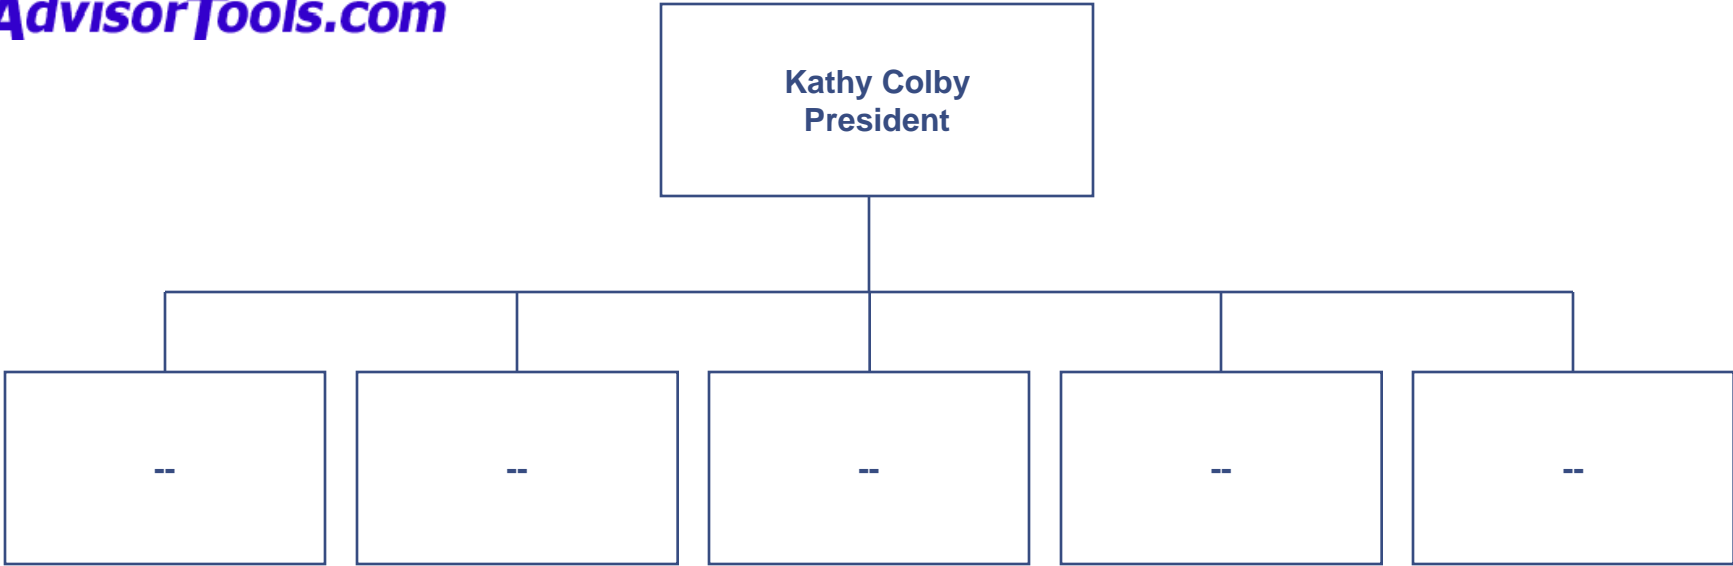 AdvisorTools.com
Kathy Colby
President
-- -- -- -- --